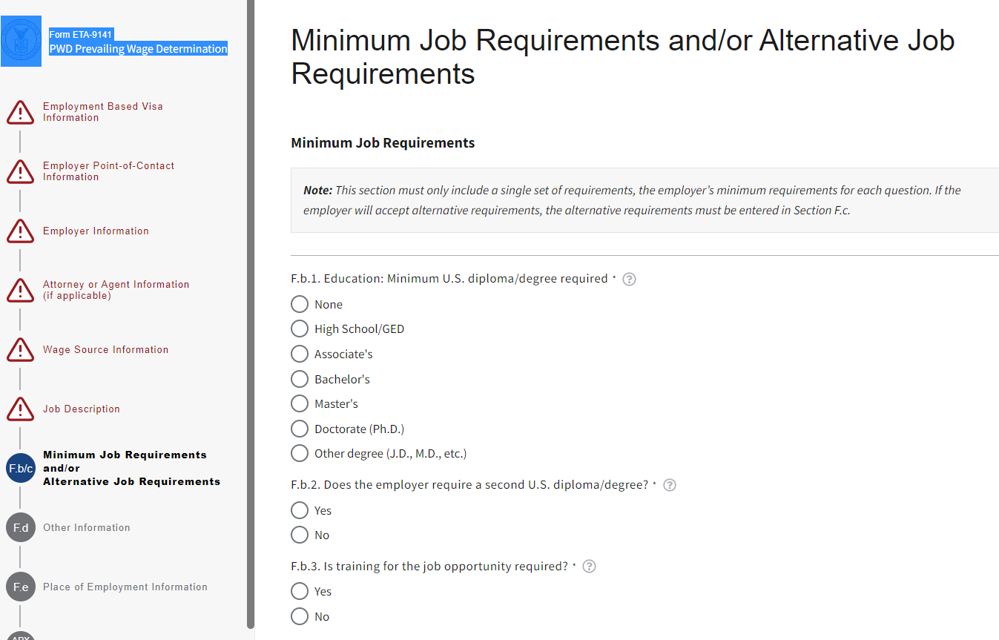 Form ETA-9141
PWD Prevailing Wage Determination
Employment Based Visa
Information
Employer Point-of-Contact
Information
Employer Information
Attorney or Agent Information
(if applicable)
Wage Source Information
Job Description
F.b/c
Minimum Job Requirements
and/or
Alternative Job Requirements
F.d
Other Information
F.e
Place of Employment Information
Minimum Job Requirements and/or Alternative Job
Requirements
Minimum Job Requirements
Note: This section must only include a single set of requirements, the employer’s minimum requirements for each question. If the
employer will accept alternative requirements, the alternative requirements must be entered in Section F.c.
F.b.1. Education: Minimum U.S. diploma/degree required * ?
None
High School/GED
Associate's
Bachelor's
Master's
Doctorate (Ph.D.)
Other degree (J.D., M.D., etc.)
F.b.2. Does the employer require a second U.S. diploma/degree? * ?
Yes
No
F.b.3. Is training for the job opportunity required? * ?
Yes
No